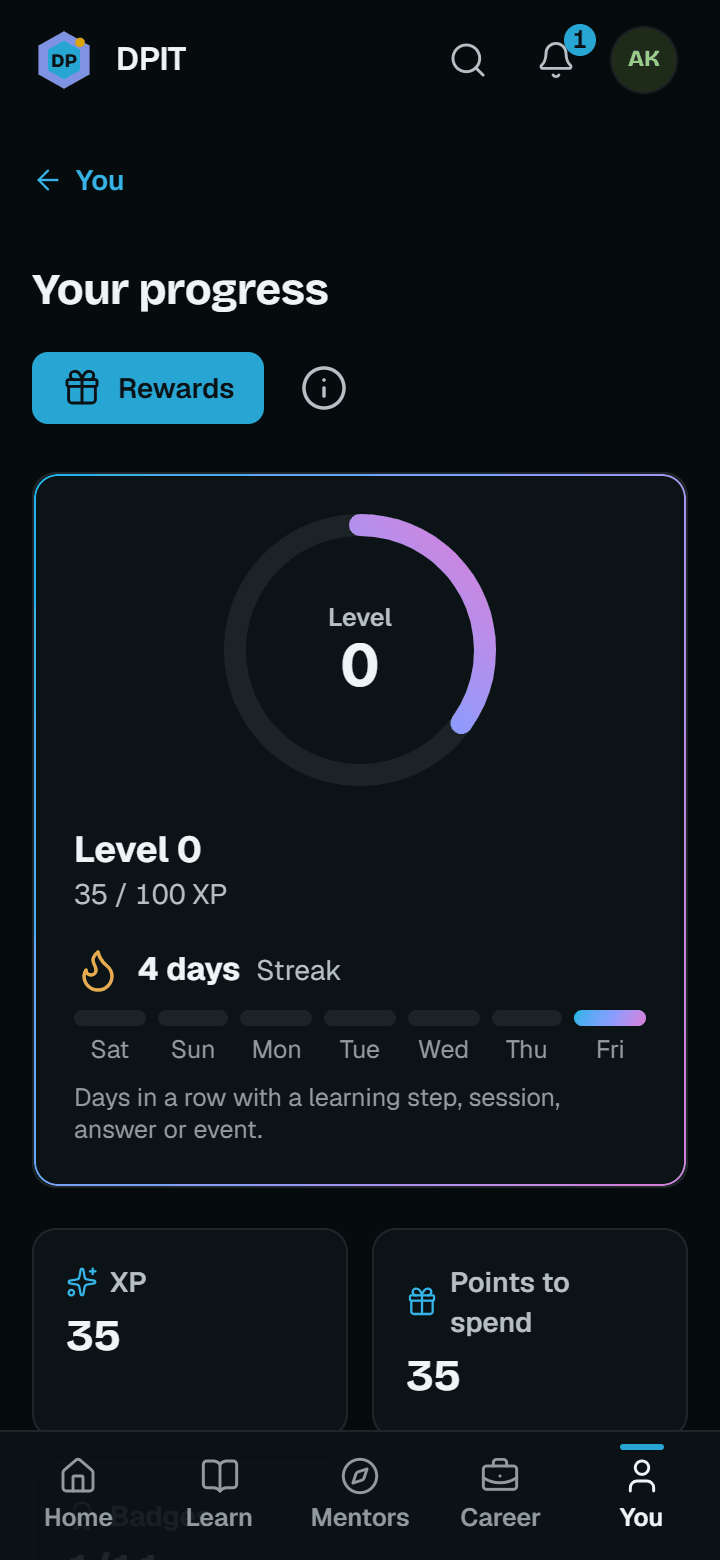 DP
DPIT
1
AK
You
Your progress
Rewards
Level
0
Level 0
35 / 100 XP
4 days Streak
Sat Sun Mon Tue Wed Thu Fri
Days in a row with a learning step, session,
answer or event.
XP
35
Points to
spend
35
Home
Learn
Mentors
Career
You